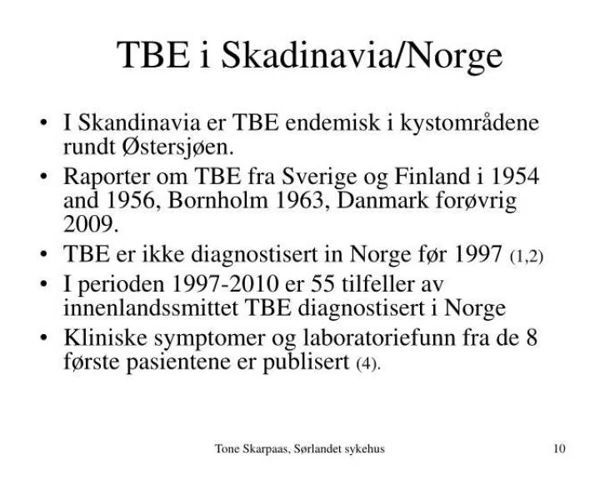 TBE i Skadinavia/Norge
• I Skandinavia er TBE endemisk i kystområdene
rundt Østersjøen.
• Raporter om TBE fra Sverige og Finland i 1954
and 1956, Bornholm 1963, Danmark forøvrig
2009.
• TBE er ikke diagnostisert in Norge før 1997 (1,2)
• I perioden 1997-2010 er 55 tilfeller av
innenlandssmittet TBE diagnostisert i Norge
• Kliniske symptomer og laboratoriefunn fra de 8
første pasientene er publisert (4).
Tone Skarpaas, Sørlandet sykehus
10